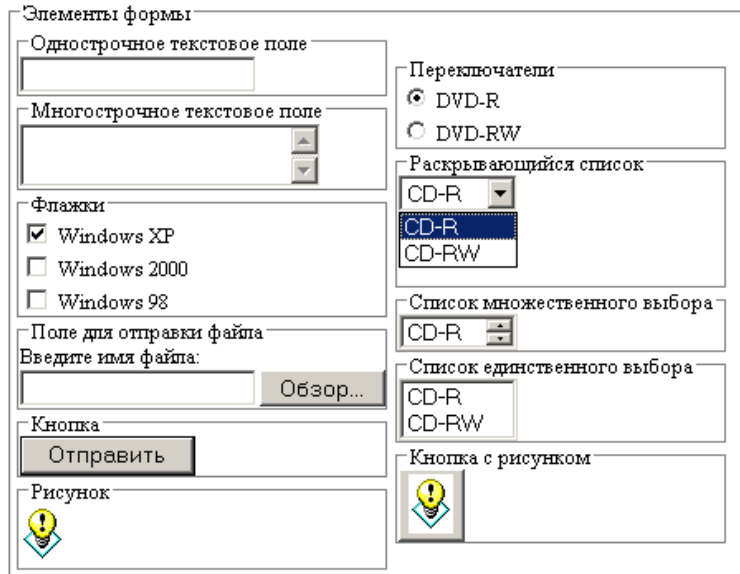 Элементы формы
Однострочное текстовое поле
Многострочное текстовое поле
Флажки
Windows XP
Windows 2000
Windows 98
Поле для отправки файла
Введите имя файла:
Обзор...
Кнопка
Отправить
Рисунок
Переключатели
DVD-R
DVD-RW
Раскрывающийся список
CD-R
CD-R
CD-RW
Список множественного выбора
CD-R
Список единственного выбора
CD-R
CD-RW
Кнопка с рисунком